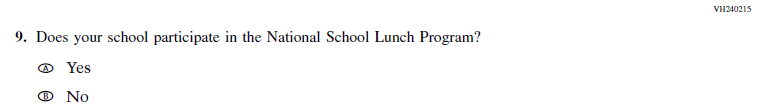 VH240215
9. Does your school participate in the National School Lunch Program?
A Yes
B No